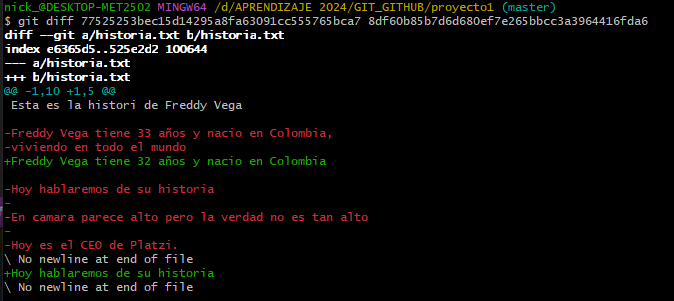 nick_@DESKTOP-MET2502 MINGW64 /d/APRENDIZAJE 2024/GIT_GITHUB/proyecto1 (master)
$ git diff 77525253bec15d14295a8fa63091cc555765bca7 8df60b85b7d6d680ef7e265bbcc3a3964416fda6
diff --git a/historia.txt b/historia.txt
index e6365d5..525e2d2 100644
--- a/historia.txt
+++ b/historia.txt
@@ -1,10 +1,5 @@
 Esta es la histori de Freddy Vega

-Freddy Vega tiene 33 años y nacio en Colombia,
-viviendo en todo el mundo
+Freddy Vega tiene 32 años y nacio en Colombia

-Hoy hablaremos de su historia
-
-En camara parece alto pero la verdad no es tan alto
-
-Hoy es el CEO de Platzi.
\ No newline at end of file
+Hoy hablaremos de su historia
\ No newline at end of file